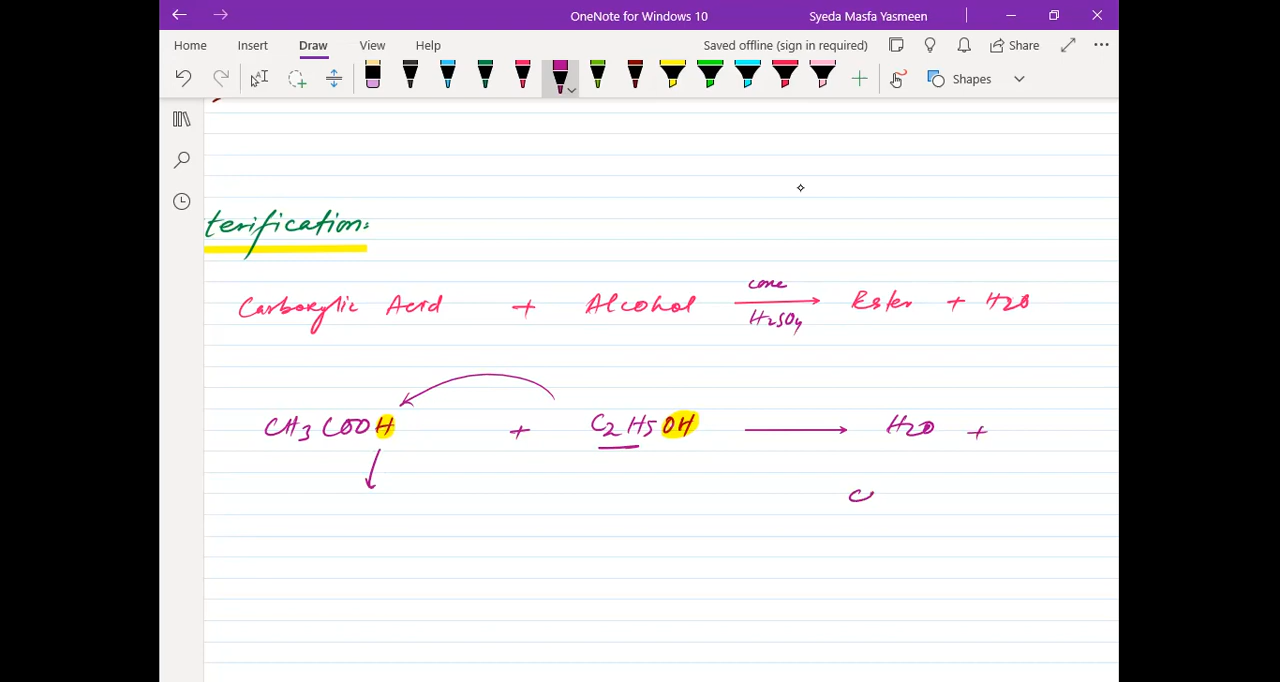 OneNote for Windows 10
Syeda Masfa Yasmeen
Home Insert Draw View Help
Saved offline (sign in required)
Share
Shapes
terification:
Carboxylic Acid + Alcohol conc H2SO4 → Ester + H2O
CH3COOH + C2H5OH → H2O +
C